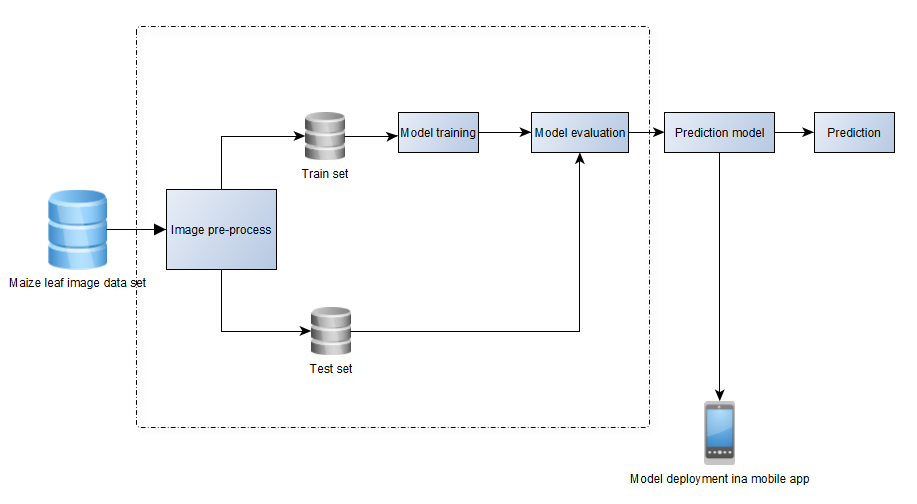 Model training
Model evaluation
Prediction model
Prediction
Train set
Image pre-process
Maize leaf image data set
Test set
Model deployment ina mobile app